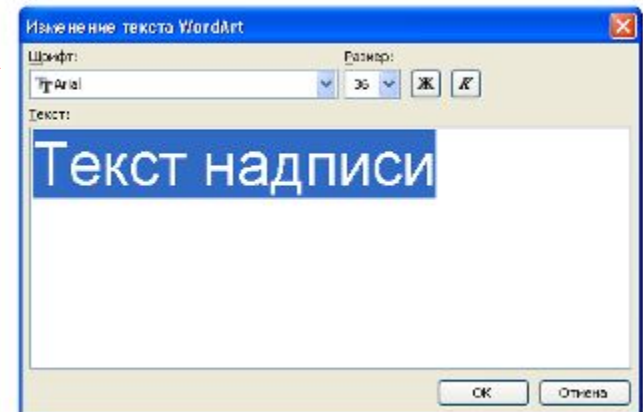 Изменение текста WordArt
Шрифт: Размер:
Arial 36 Ж К
Текст:
Текст надписи
ОК Отмена